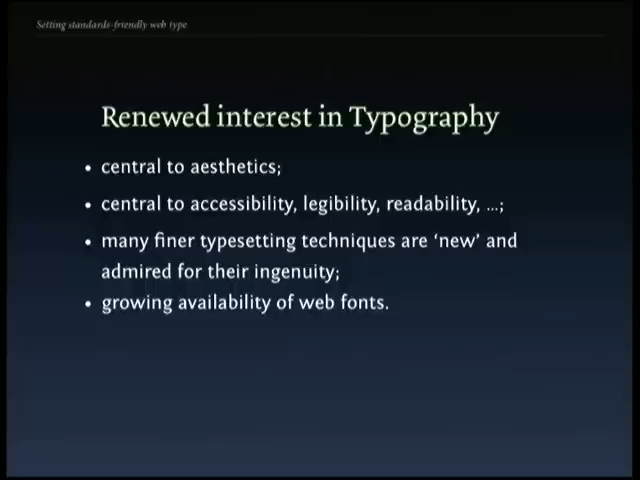 Setting standards-friendly web type
Renewed interest in Typography
• central to aesthetics;
• central to accessibility, legibility, readability, ...;
• many finer typesetting techniques are ‘new’ and
admired for their ingenuity;
• growing availability of web fonts.